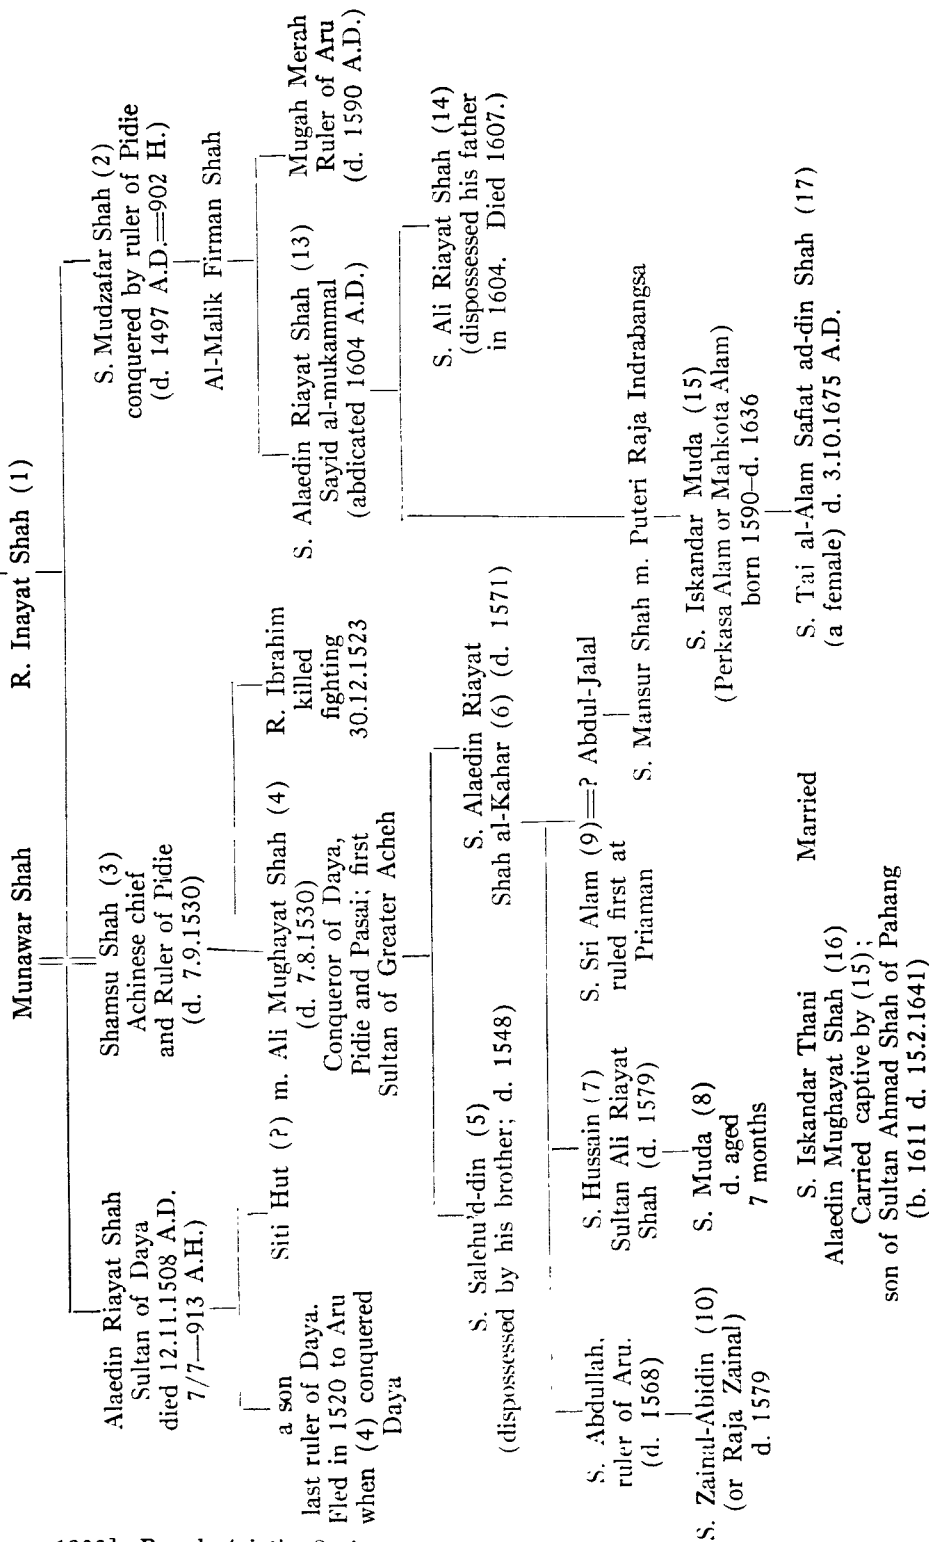 Munawar Shah
R. Inayat Shah (1)
Alaedin Riayat Shah
Sultan of Daya
died 12.11.1508 A.D.
7/7—913 A.H.)
Shamsu Shah (3)
Achinese chief
and Ruler of Pidie
(d. 7.9.1530)
S. Mudzafar Shah (2)
conquered by ruler of Pidie
(d. 1497 A.D.=902 H.)
Al-Malik Firman Shah
a son
last ruler of Daya.
Fled in 1520 to Aru
when (4) conquered
Daya
Siti Hut (?) m. Ali Mughayat Shah (4)
(d. 7.8.1530)
Conqueror of Daya,
Pidie and Pasai; first
Sultan of Greater Acheh
R. Ibrahim
killed
fighting
30.12.1523
S. Alaedin Riayat Shah (13)
Sayid al-mukammal
(abdicated 1604 A.D.)
Mugah Merah
Ruler of Aru
(d. 1590 A.D.)
S. Salehu'd-din (5)
(dispossessed by his brother; d. 1548)
S. Alaedin Riayat
Shah al-Kahar (6) (d. 1571)
S. Ali Riayat Shah (14)
(dispossessed his father
in 1604. Died 1607.)
S. Abdullah,
ruler of Aru.
(d. 1568)
S. Hussain (7)
Sultan Ali Riayat
Shah (d. 1579)
S. Sri Alam (9)=? Abdul-Jalal
ruled first at
Priaman
S. Mansur Shah m. Puteri Raja Indrabangsa
S. Zainal-Abidin (10)
(or Raja Zainal)
d. 1579
S. Muda (8)
d. aged
7 months
S. Iskandar Muda (15)
(Perkasa Alam or Mahkota Alam)
born 1590–d. 1636
S. Iskandar Thani
Alaedin Mughayat Shah (16)
Carried captive by (15);
son of Sultan Ahmad Shah of Pahang
(b. 1611 d. 15.2.1641)
Married
S. Taj al-Alam Safiat ad-din Shah (17)
(a female) d. 3.10.1675 A.D.